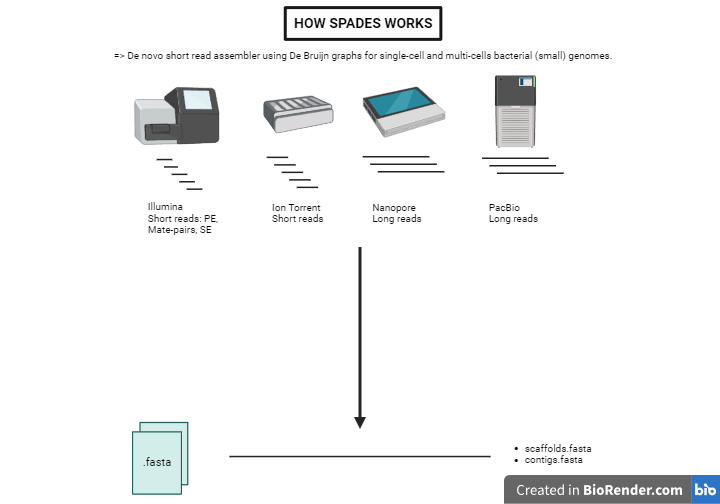 HOW SPADES WORKS
=> De novo short read assembler using De Bruijn graphs for single-cell and multi-cells bacterial (small) genomes.
Illumina
Short reads: PE,
Mate-pairs, SE
Ion Torrent
Short reads
Nanopore
Long reads
PacBio
Long reads
.fasta
• scaffolds.fasta
• contigs.fasta
Created in BioRender.com bio